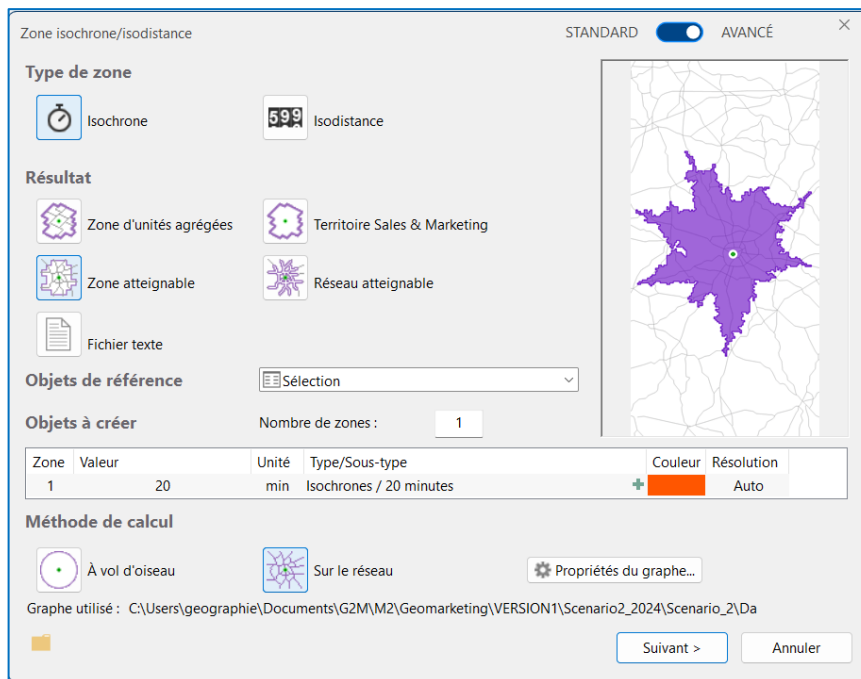 Zone isochrone/isodistance STANDARD AVANCÉ
Type de zone
Isochrone 599 Isodistance
Résultat
Zone d'unités agrégées Territoire Sales & Marketing
Zone atteignable Réseau atteignable
Fichier texte
Objets de référence Sélection
Objets à créer Nombre de zones : 1
Zone Valeur Unité Type/Sous-type Couleur Résolution
1 20 min Isochrones / 20 minutes Auto
Méthode de calcul
À vol d'oiseau Sur le réseau Propriétés du graphe...
Graphe utilisé : C:\Users\geographie\Documents\G2M\M2\Geomarketing\VERSION1\Scenario2_2024\Scenario_2\Da
Suivant > Annuler